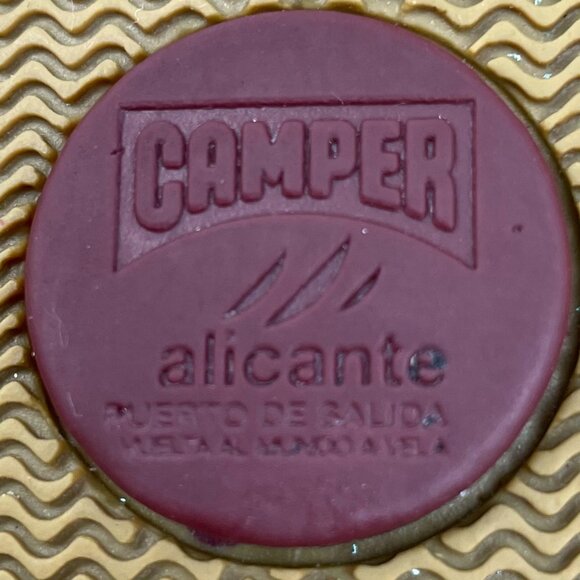 CAMPER
alicante
PUERTO DE SALIDA
VUELTA AL MUNDO A VELA